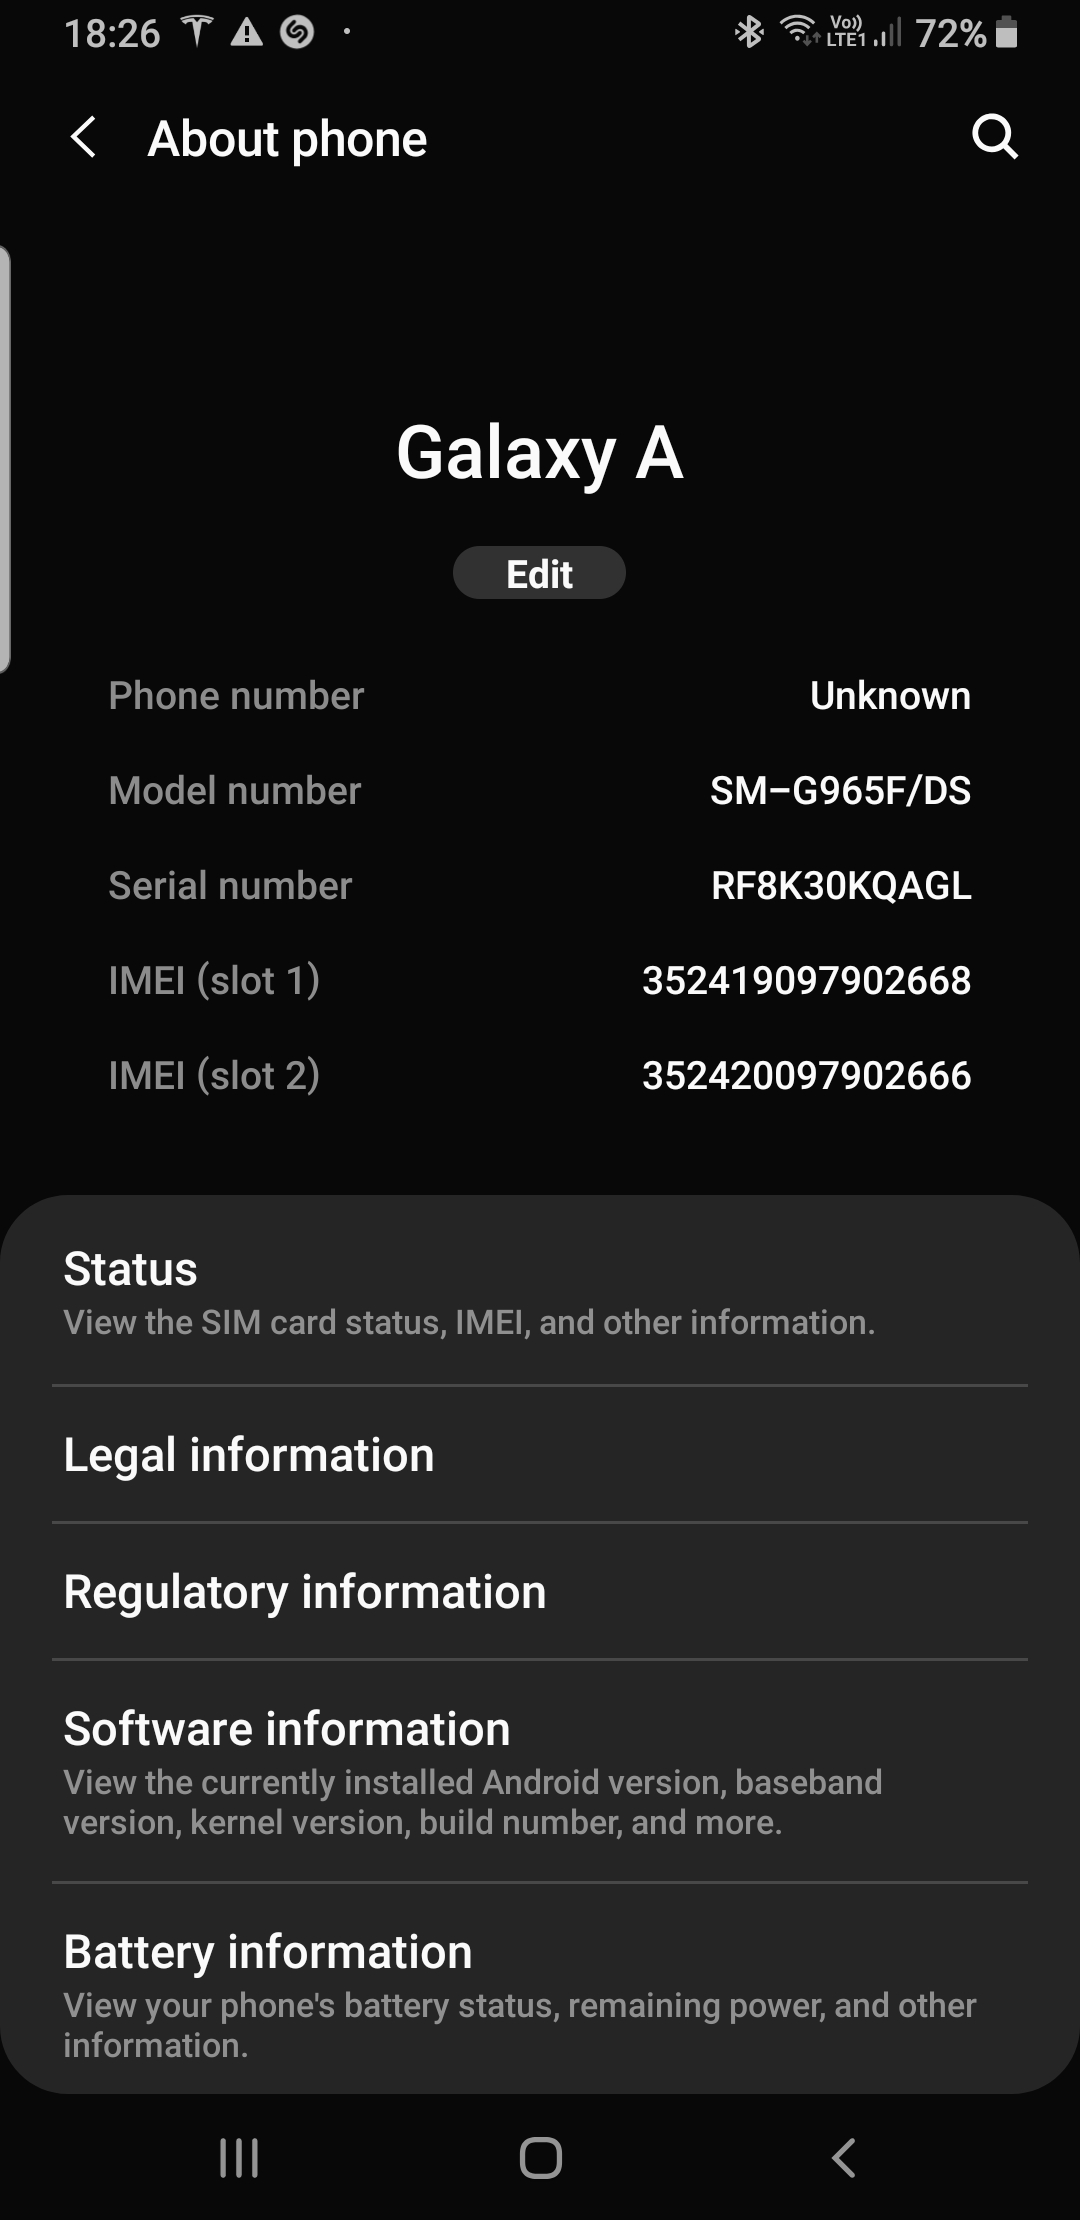 18:26 Vo)) LTE1 72%
About phone
Galaxy A
Edit
Phone number Unknown
Model number SM-G965F/DS
Serial number RF8K30KQAGL
IMEI (slot 1) 352419097902668
IMEI (slot 2) 352420097902666
Status
View the SIM card status, IMEI, and other information.
Legal information
Regulatory information
Software information
View the currently installed Android version, baseband
version, kernel version, build number, and more.
Battery information
View your phone's battery status, remaining power, and other
information.